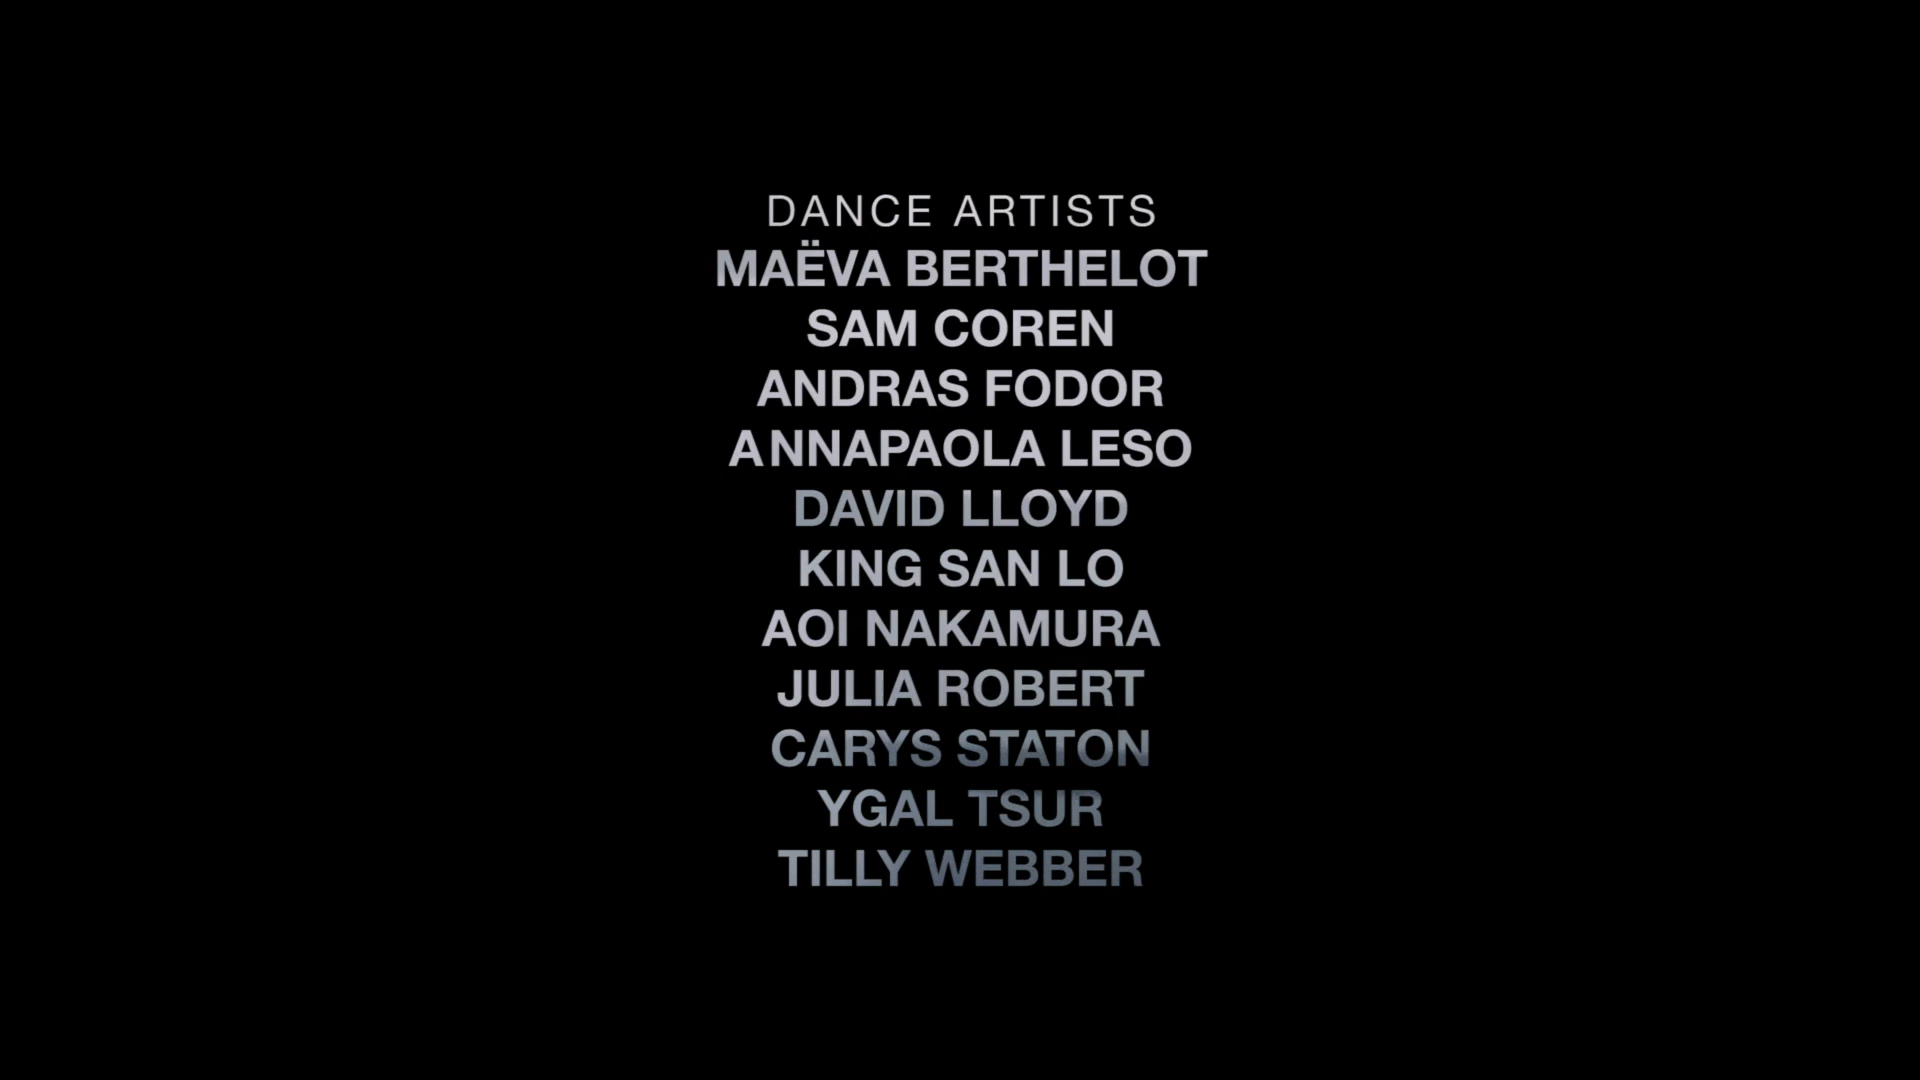 DANCE ARTISTS
MAËVA BERTHELOT
SAM COREN
ANDRAS FODOR
ANNAPAOLA LESO
DAVID LLOYD
KING SAN LO
AOI NAKAMURA
JULIA ROBERT
CARYS STATON
YGAL TSUR
TILLY WEBBER